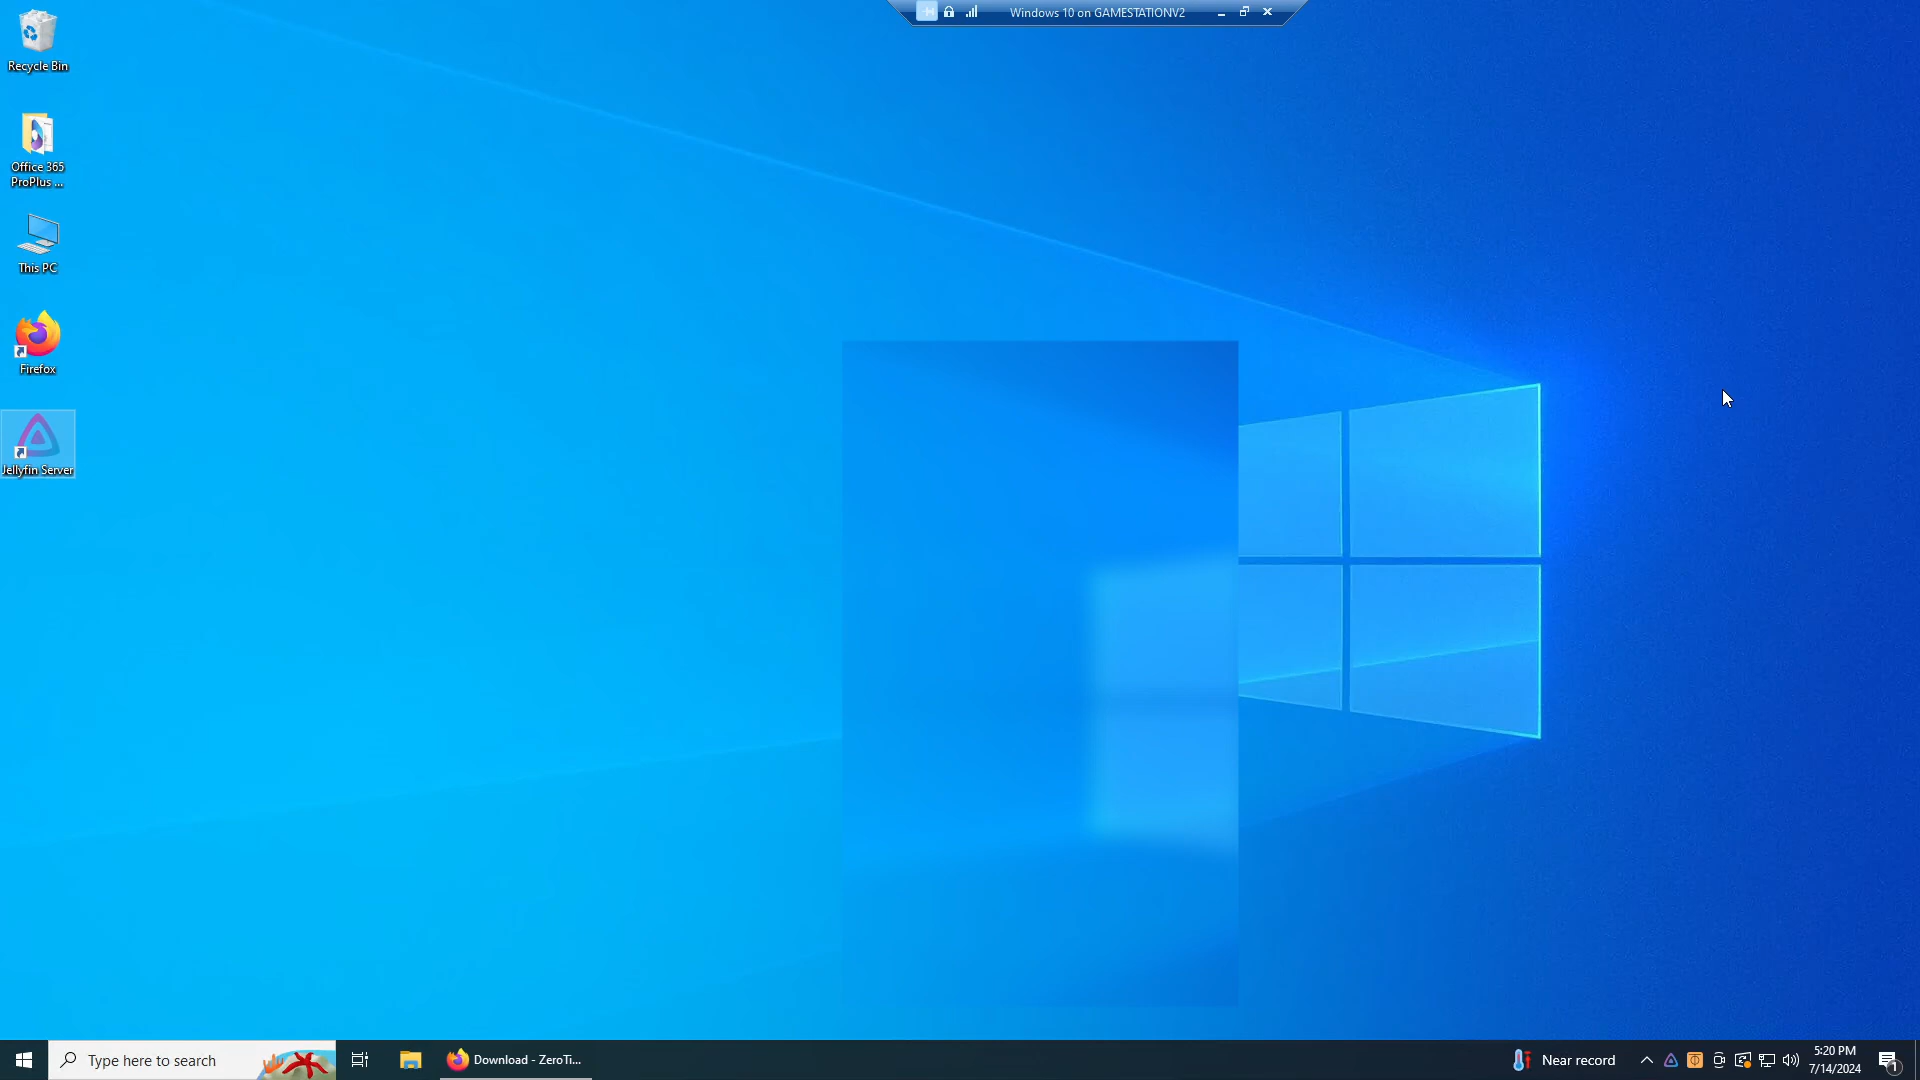 Windows 10 on GAMESTATIONV2
Recycle Bin
Office 365
ProPlus ...
This PC
Firefox
Jellyfin Server
Type here to search
Download - ZeroTi...
Near record
5:20 PM
7/14/2024
1